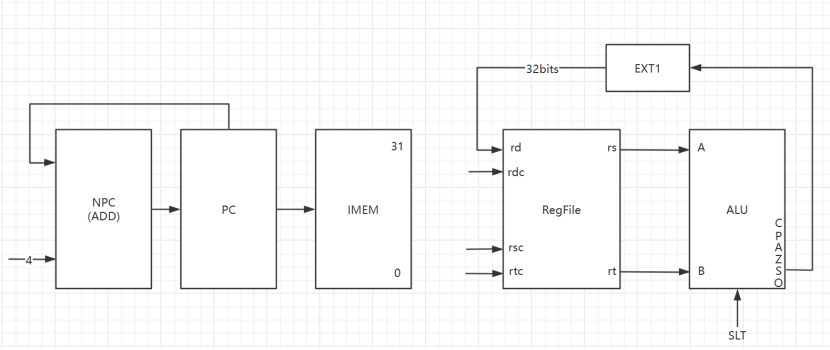 EXT1
32bits
31
rd
rs
A
rdc
NPC
(ADD)
PC
IMEM
RegFile
ALU
C
P
A
Z
S
O
rsc
4
0
rtc
rt
B
SLT